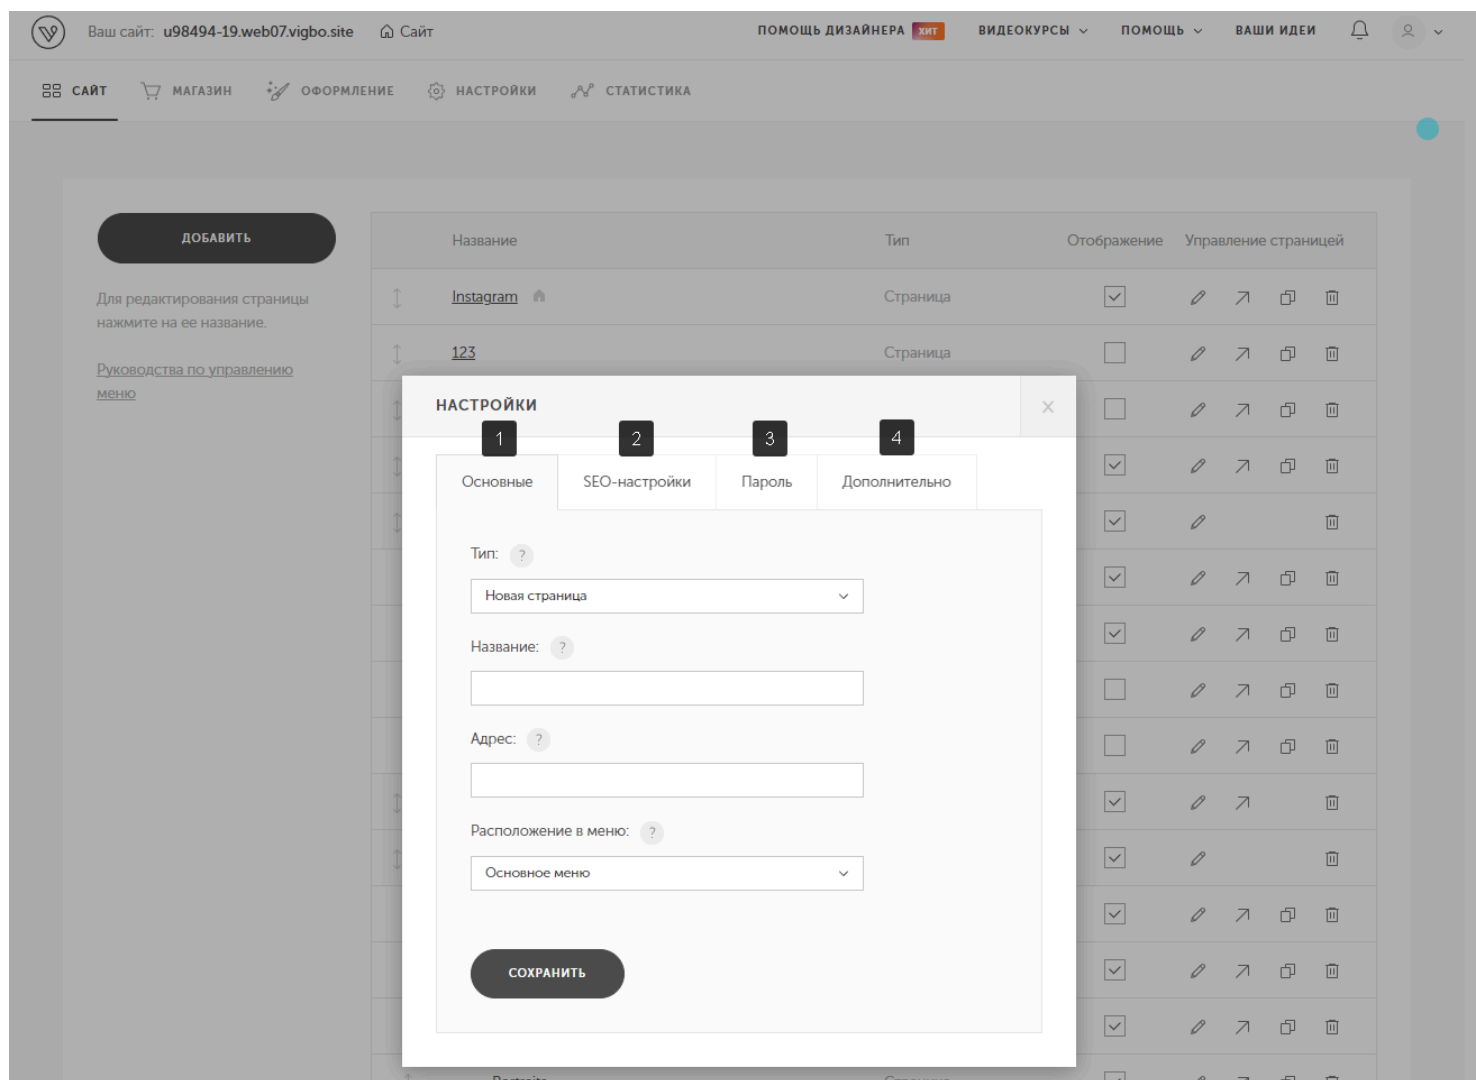 Ваш сайт: u98494-19.web07.vigbo.site Сайт ПОМОЩЬ ДИЗАЙНЕРА ХИТ ВИДЕОКУРСЫ ПОМОЩЬ ВАШИ ИДЕИ
САЙТ МАГАЗИН ОФОРМЛЕНИЕ НАСТРОЙКИ СТАТИСТИКА
ДОБАВИТЬ
Для редактирования страницы
нажмите на ее название.
Руководства по управлению
меню
Название Тип Отображение Управление страницей
Instagram Страница
123 Страница
НАСТРОЙКИ
1 2 3 4
Основные SEO-настройки Пароль Дополнительно
Тип: ?
Новая страница
Название: ?
Адрес: ?
Расположение в меню: ?
Основное меню
СОХРАНИТЬ